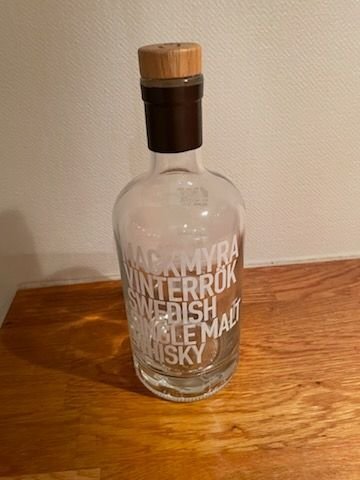 MACKMYRA
VINTERRÖK
SWEDISH
SINGLE MALT
WHISKY